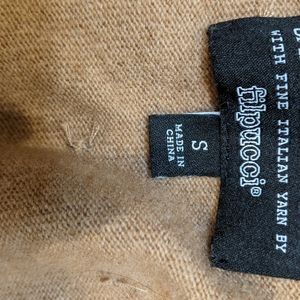 WITH FINE ITALIAN YARN BY
filpucci®
S
MADE IN
CHINA